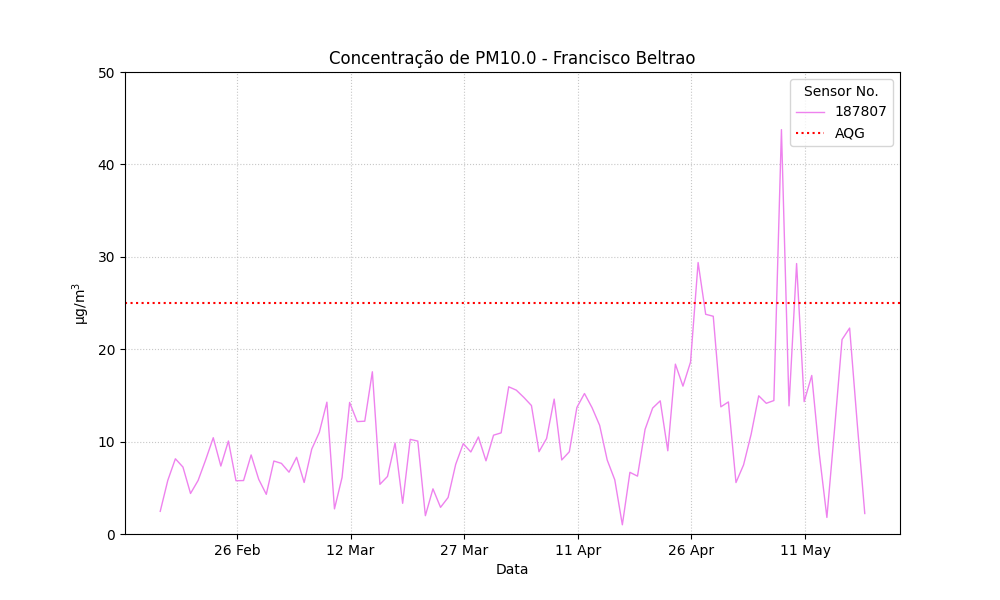 Concentração de PM10.0 - Francisco Beltrao
50
40
30
20
10
0
µg/m³
Sensor No.
187807
AQG
26 Feb
12 Mar
27 Mar
11 Apr
26 Apr
11 May
Data